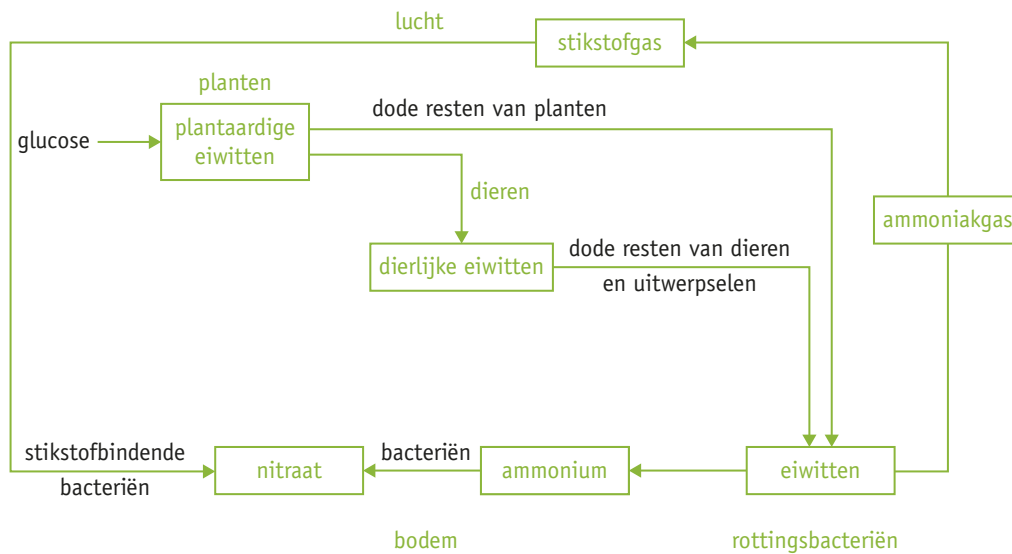 lucht
stikstofgas
planten
dode resten van planten
glucose
plantaardige
eiwitten
dieren
ammoniakgas
dierlijke eiwitten
dode resten van dieren
en uitwerpselen
stikstofbindende
bacteriën
nitraat
bacteriën
ammonium
eiwitten
bodem
rottingsbacteriën